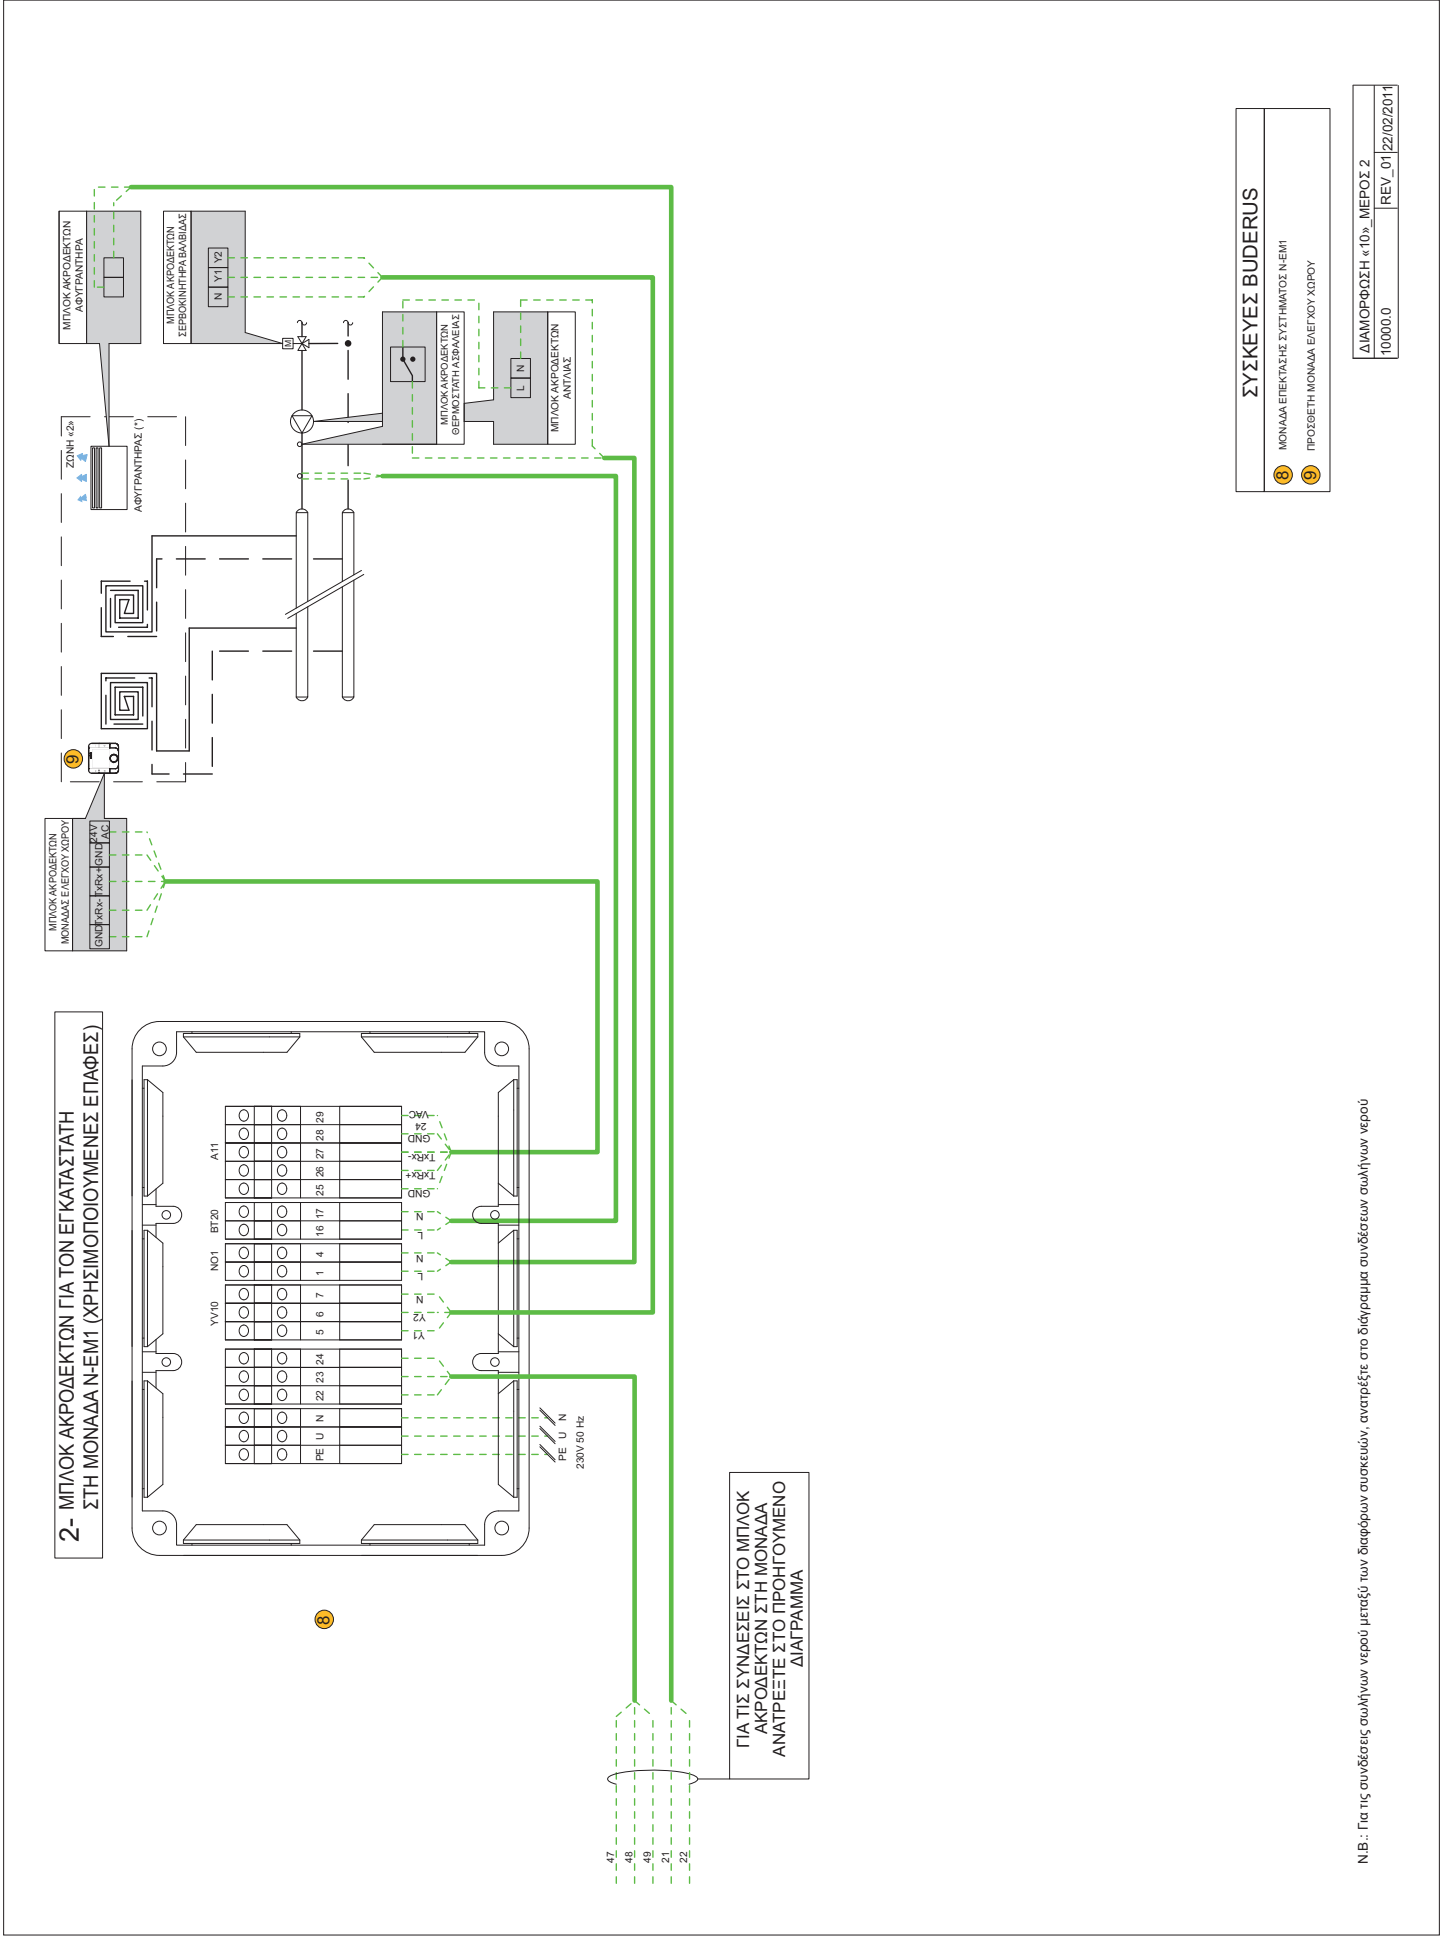 2- ΜΠΛΟΚ ΑΚΡΟΔΕΚΤΩΝ ΓΙΑ ΤΟΝ ΕΓΚΑΤΑΣΤΑΤΗ
ΣΤΗ ΜΟΝΑΔΑ N-EM1 (ΧΡΗΣΙΜΟΠΟΙΟΥΜΕΝΕΣ ΕΠΑΦΕΣ)
8
PE U N 22 23 24 5 6 7 1 4 16 17 25 26 27 28 29
YV10 NO1 BT20 A11
Y1 Y2 N
L N
L N
GND TxRx+ TxRx- GND 24 VAC
PE U N
230V 50 Hz
47
48
49
21
22
ΓΙΑ ΤΙΣ ΣΥΝΔΕΣΕΙΣ ΣΤΟ ΜΠΛΟΚ
ΑΚΡΟΔΕΚΤΩΝ ΣΤΗ ΜΟΝΑΔΑ
ΑΝΑΤΡΕΞΤΕ ΣΤΟ ΠΡΟΗΓΟΥΜΕΝΟ
ΔΙΑΓΡΑΜΜΑ
ΜΠΛΟΚ ΑΚΡΟΔΕΚΤΩΝ
ΜΟΝΑΔΑΣ ΕΛΕΓΧΟΥ ΧΩΡΟΥ
GND TxRx- TxRx+ GND 24V AC
9
ΖΩΝΗ «2»
ΑΦΥΓΡΑΝΤΗΡΑΣ (*)
ΜΠΛΟΚ ΑΚΡΟΔΕΚΤΩΝ
ΑΦΥΓΡΑΝΤΗΡΑ
ΜΠΛΟΚ ΑΚΡΟΔΕΚΤΩΝ
ΣΕΡΒΟΚΙΝΗΤΗΡΑ ΒΑΛΒΙΔΑΣ
N Y1 Y2
M
ΜΠΛΟΚ ΑΚΡΟΔΕΚΤΩΝ
ΘΕΡΜΟΣΤΑΤΗ ΑΣΦΑΛΕΙΑΣ
L N
ΜΠΛΟΚ ΑΚΡΟΔΕΚΤΩΝ
ΑΝΤΛΙΑΣ
ΣΥΣΚΕΥΕΣ BUDERUS
8 ΜΟΝΑΔΑ ΕΠΕΚΤΑΣΗΣ ΣΥΣΤΗΜΑΤΟΣ N-EM1
9 ΠΡΟΣΘΕΤΗ ΜΟΝΑΔΑ ΕΛΕΓΧΟΥ ΧΩΡΟΥ
ΔΙΑΜΟΡΦΩΣΗ «10»_ΜΕΡΟΣ 2
10000.0 REV_01 22/02/2011
N.B.: Για τις συνδέσεις σωλήνων νερού μεταξύ των διαφόρων συσκευών, ανατρέξτε στο διάγραμμα συνδέσεων σωλήνων νερού